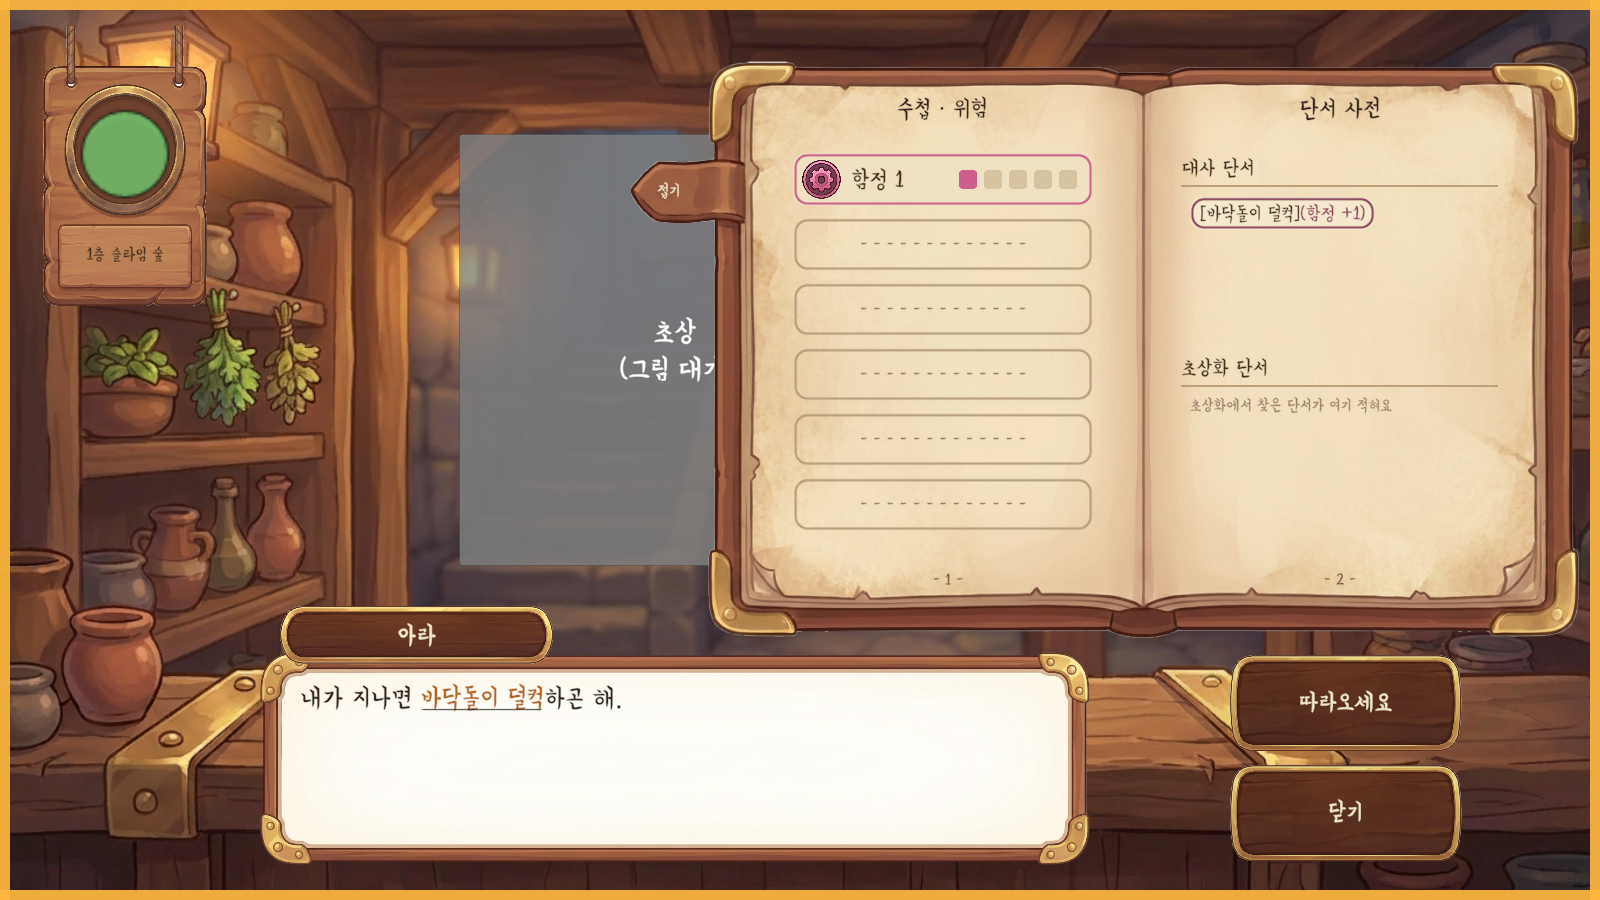 1층 슬라임 숲
초상
(그림 대기
접기
수첩 · 위험
함정 1
- 1 -
단서 사전
대사 단서
[바닥돌이 덜컥](함정 +1)
초상화 단서
초상화에서 찾은 단서가 여기 적혀요
- 2 -
아라
내가 지나면 바닥돌이 덜컥하곤 해.
따라오세요
닫기